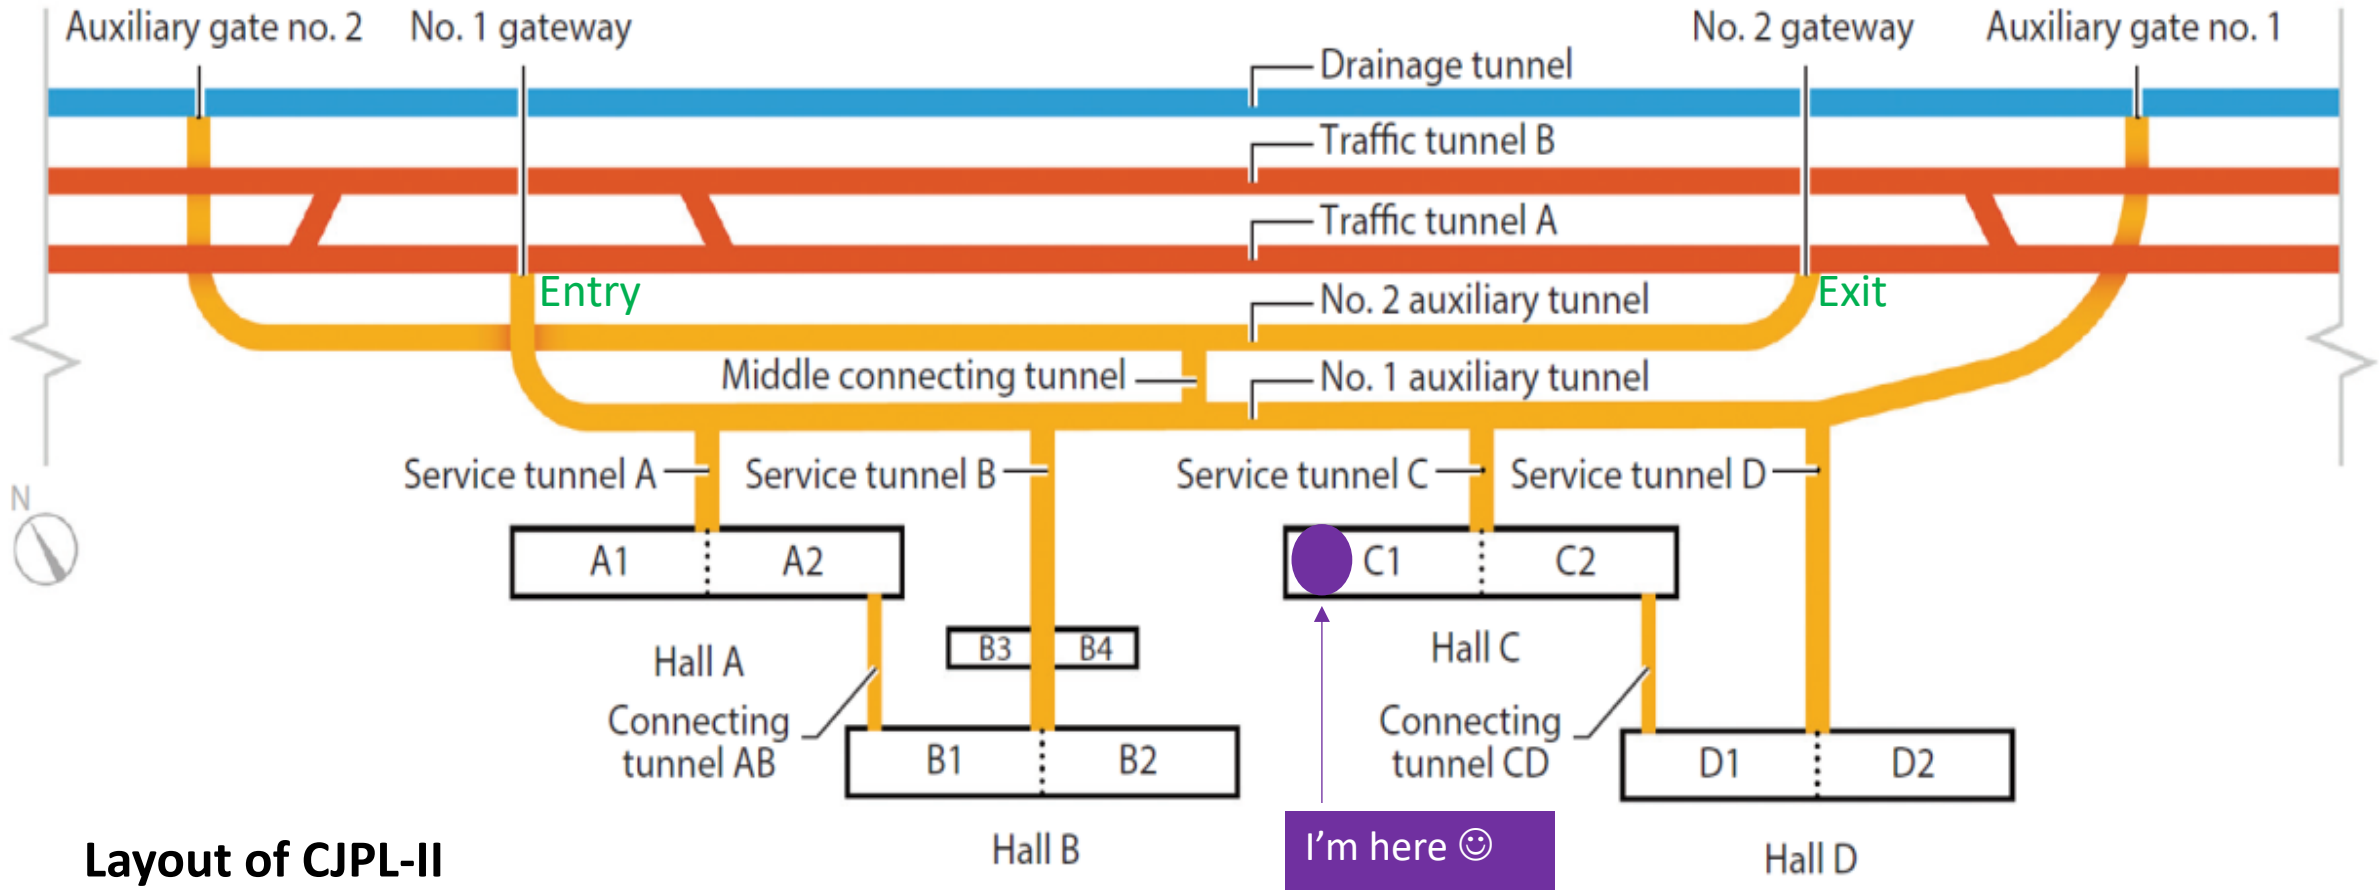 Auxiliary gate no. 2
No. 1 gateway
No. 2 gateway
Auxiliary gate no. 1
Drainage tunnel
Traffic tunnel B
Traffic tunnel A
Entry
Exit
No. 2 auxiliary tunnel
Middle connecting tunnel
No. 1 auxiliary tunnel
Service tunnel A
Service tunnel B
Service tunnel C
Service tunnel D
N
A1
A2
C1
C2
B3
B4
Hall A
Hall C
Connecting
tunnel AB
Connecting
tunnel CD
B1
B2
D1
D2
I'm here ☺
Hall B
Hall D
Layout of CJPL-II